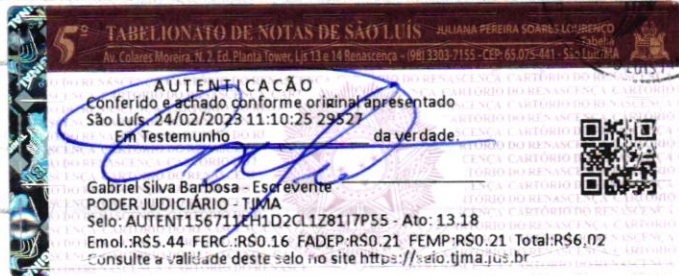 5º TABELIONATO DE NOTAS DE SÃO LUÍS
JULIANA PEREIRA SOARES LOURENÇO
Tabeliã
Av. Colares Moreira, N. 2, Ed. Planta Tower, Ljs 13 e 14 Renascença - (98) 3303-7155 - CEP: 65.075-441 - São Luís/MA
AUTENTICAÇÃO
Conferido e achado conforme original apresentado
São Luís, 24/02/2023 11:10:25 29527
Em Testemunho da verdade,
Gabriel Silva Barbosa - Escrevente
PODER JUDICIÁRIO - TJMA
Selo: AUTENT156711EH1D2CL1Z81I7P55 - Ato: 13.18
Emol.:R$5.44 FERC.:R$0.16 FADEP:R$0.21 FEMP:R$0.21 Total:R$6,02
Consulte a validade deste selo no site https://selo.tjma.jus.br